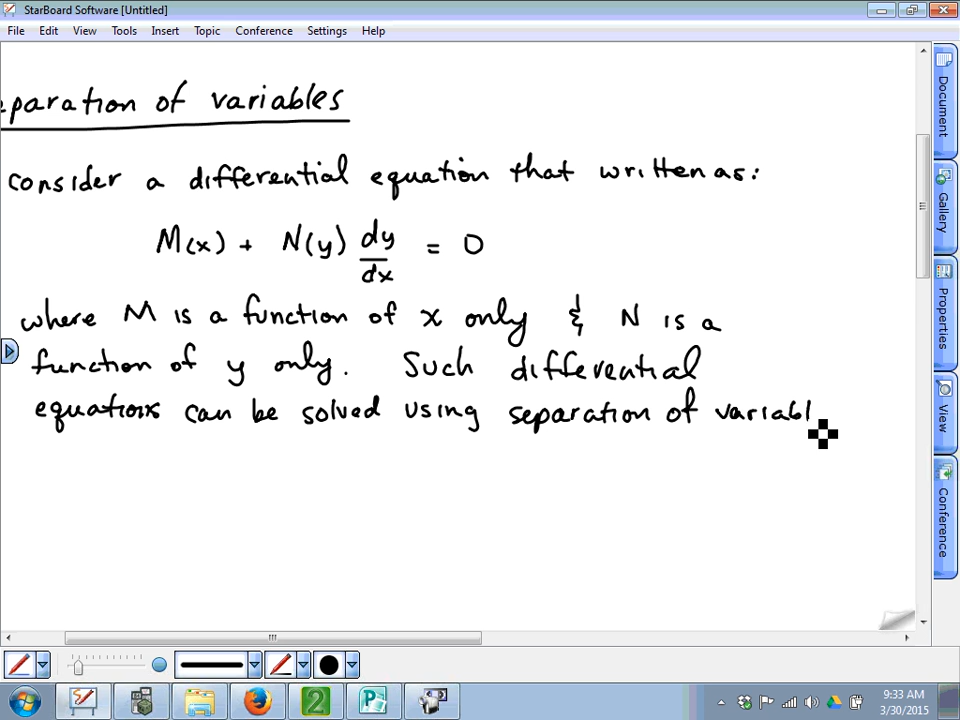 StarBoard Software [Untitled]
File Edit View Tools Insert Topic Conference Settings Help
eparation of variables
consider a differential equation that written as:
M(x) + N(y) dy/dx = 0
where M is a function of x only & N is a
function of y only. Such differential
equations can be solved using separation of variabl
Document
Gallery
Properties
View
Conference
2
9:33 AM
3/30/2015